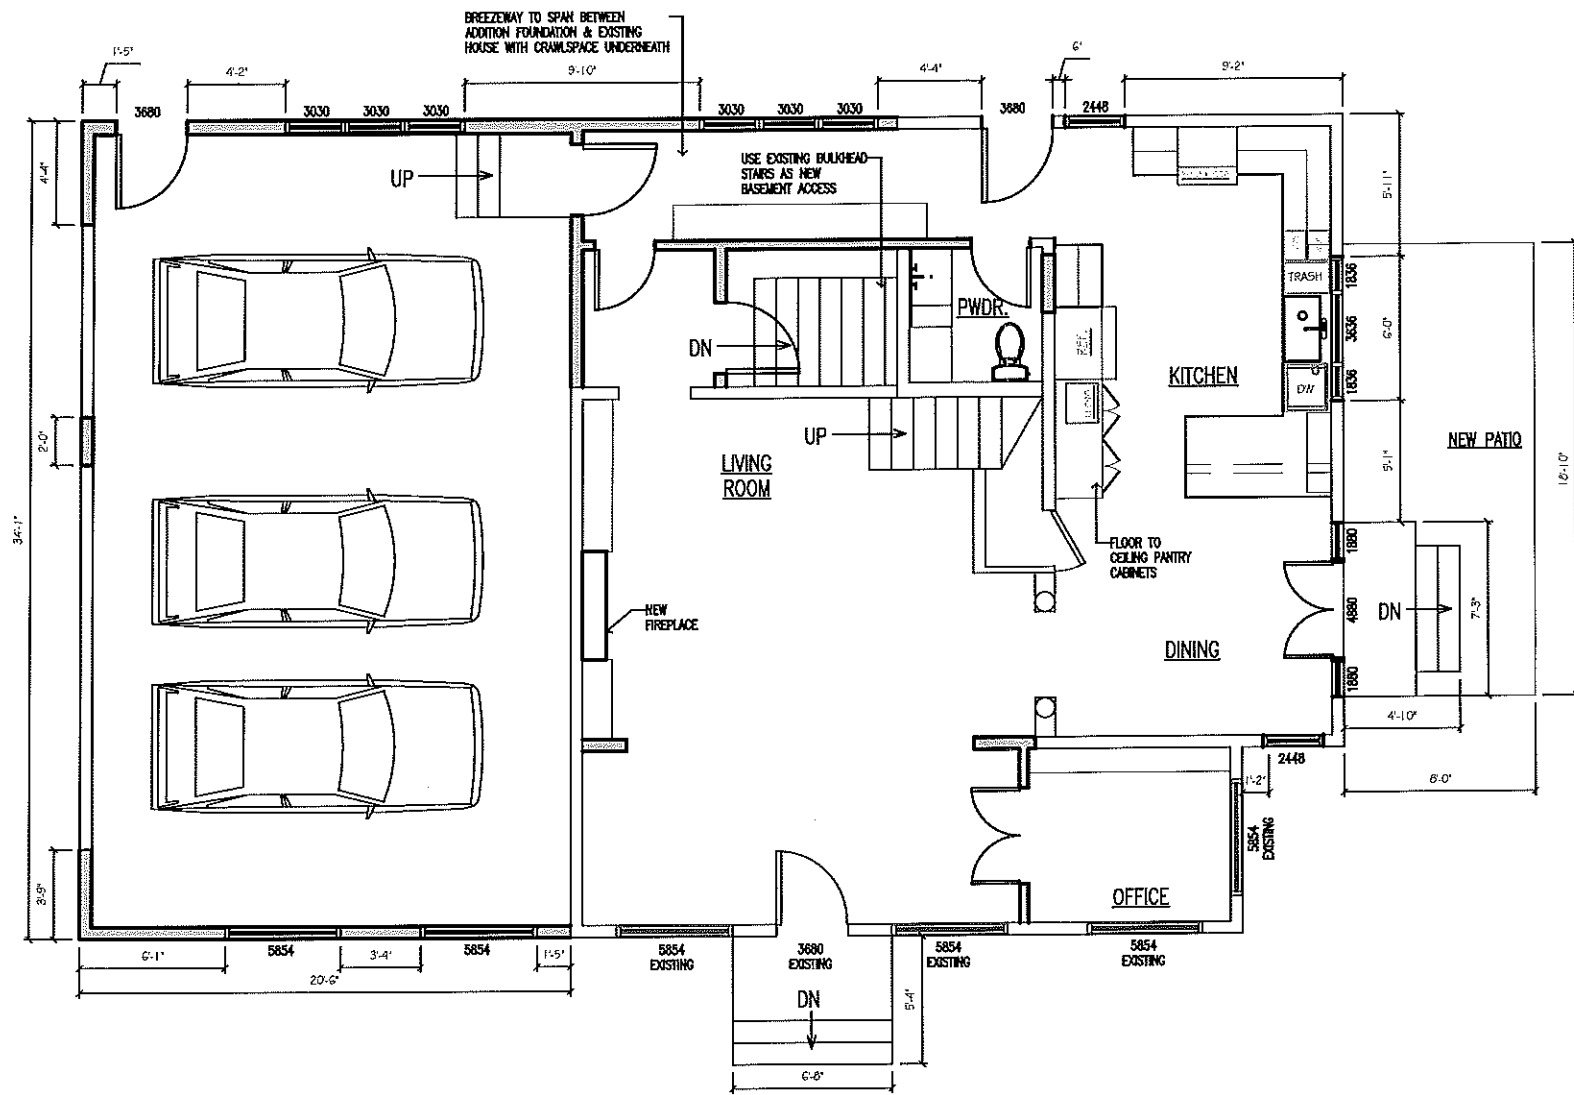 BREEZEWAY TO SPAN BETWEEN
ADDITION FOUNDATION & EXISTING
HOUSE WITH CRAWLSPACE UNDERNEATH
1'-5"
4'-2"
9'-10"
4'-4"
6"
9'-2"
3680
3030
3030
3030
3030
3030
3030
3680
2448
4'-4"
UP
USE EXISTING BULKHEAD
STAIRS AS NEW
BASEMENT ACCESS
5'-11"
TRASH
1836
PWDR.
REF.
3636
6'-0"
DN
KITCHEN
DW
1836
2'-0"
UP
LIVING
ROOM
NEW PATIO
5'-1"
18'-10"
34'-1"
FLOOR TO
CEILING PANTRY
CABINETS
1880
NEW
FIREPLACE
4880
DN
7'-3"
DINING
1880
4'-10"
2448
1'-2"
8'-0"
5854
EXISTING
3'-9"
OFFICE
6'-1"
5854
3'-4"
5854
1'-5"
5854
EXISTING
3680
EXISTING
5854
EXISTING
5854
EXISTING
20'-6"
DN
5'-4"
6'-8"